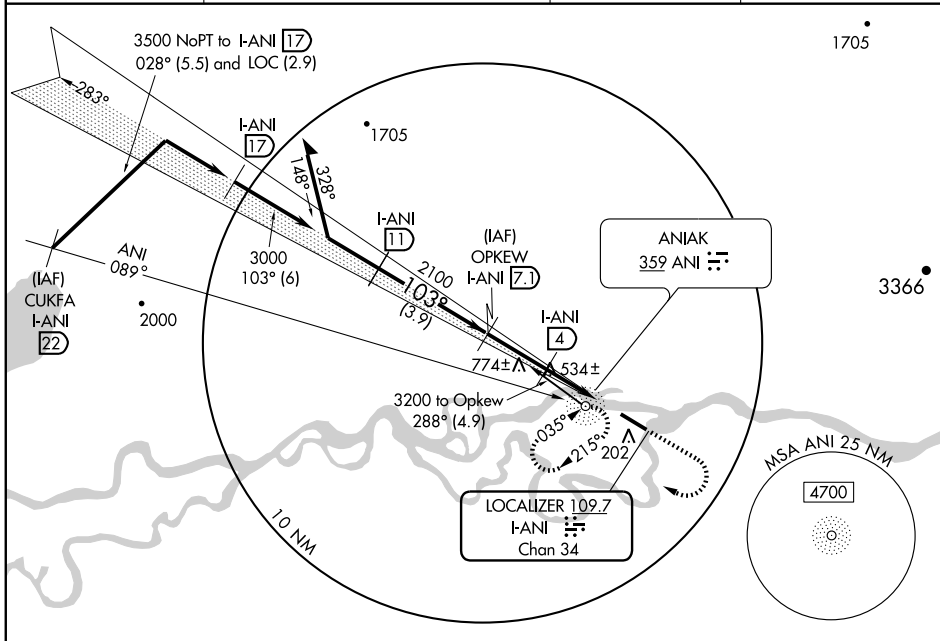 3500 NoPT to I-ANI 17
028° (5.5) and LOC (2.9)
1705
283°
I-ANI
17
1705
328°
148°
I-ANI
11
3000
103° (6)
2100
103°
(3.9)
(IAF)
OPKEW
I-ANI 7.1
N
ANIAK
359 ANI
3366
ANI
089°
(IAF)
CUKFA
I-ANI
22
2000
I-ANI
4
774±
534±
3200 to Opkew
288° (4.9)
035°
215°
202
LOCALIZER 109.7
I-ANI
Chan 34
10 NM
MSA ANI 25 NM
4700